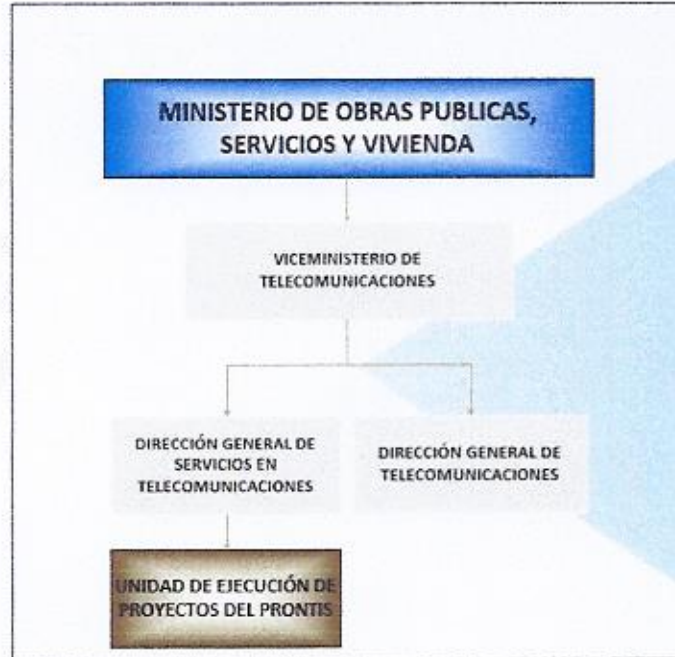 MINISTERIO DE OBRAS PUBLICAS,
SERVICIOS Y VIVIENDA
VICEMINISTERIO DE
TELECOMUNICACIONES
DIRECCIÓN GENERAL DE
SERVICIOS EN
TELECOMUNICACIONES
DIRECCIÓN GENERAL DE
TELECOMUNICACIONES
UNIDAD DE EJECUCIÓN DE
PROYECTOS DEL PRONTIS